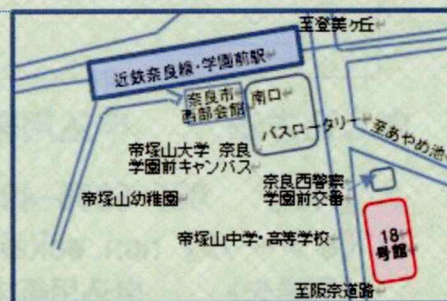 至登美ヶ丘
近鉄奈良線・学園前駅
奈良市
西部会館
南口
バスロータリー
至あやめ池
帝塚山大学 奈良
学園前キャンパス
奈良西警察
学園前交番
帝塚山幼稚園
帝塚山中学・高等学校
18
号館
至阪奈道路